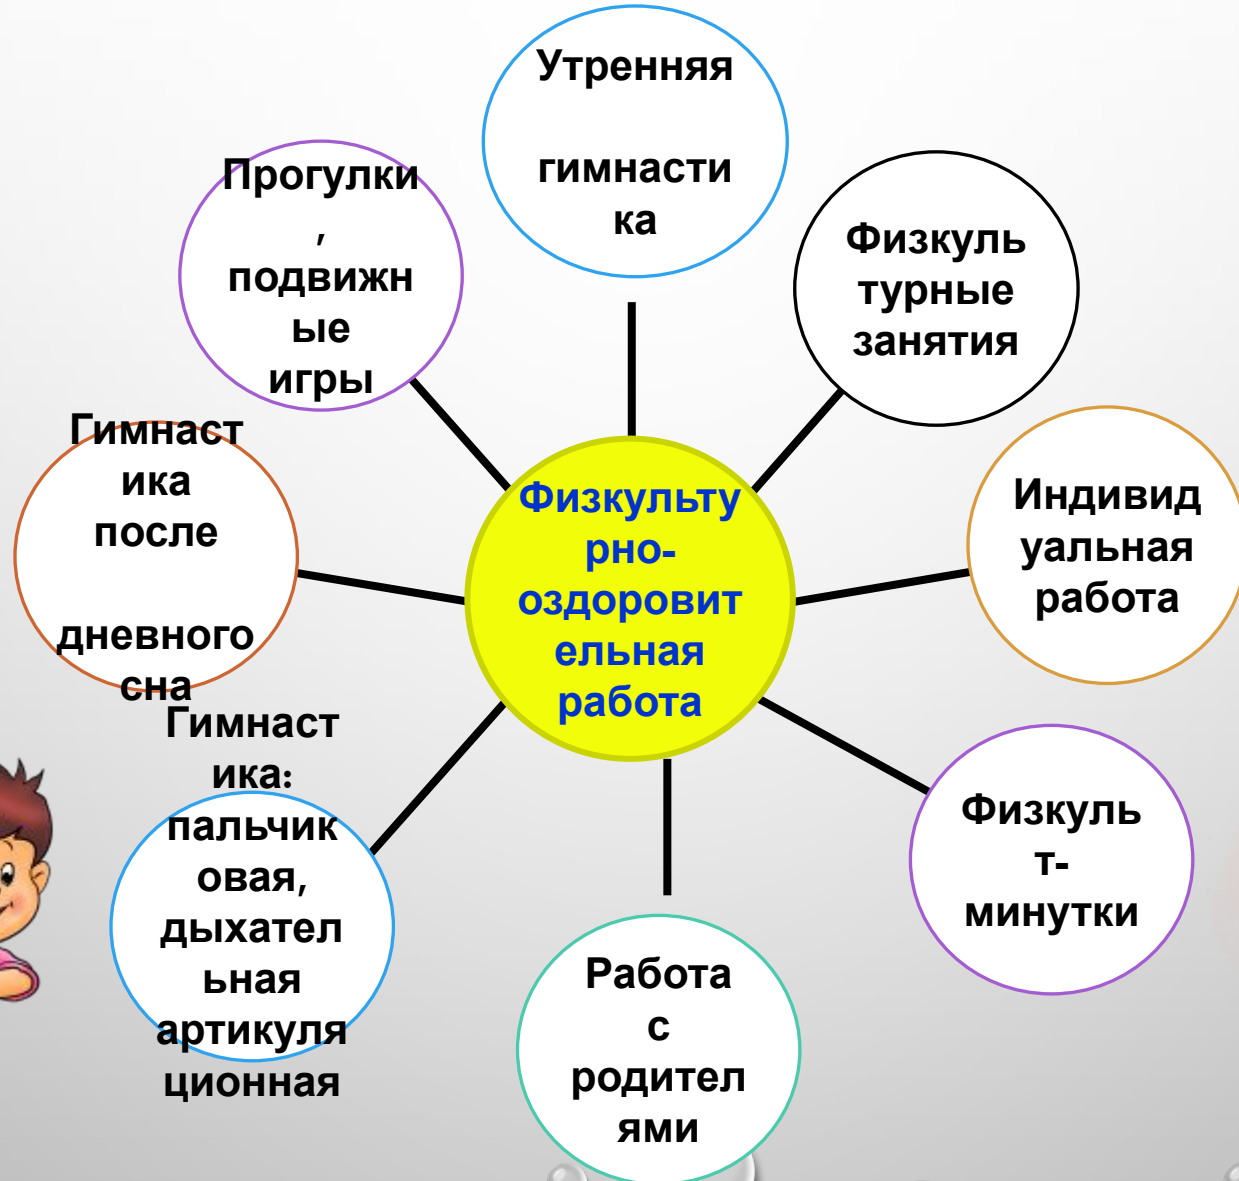 Утренняя
гимнасти
ка
Прогулки
,
подвижн
ые
игры
Физкуль
турные
занятия
Гимнаст
ика
после
дневного
сна
Физкульту
рно-
оздоровит
ельная
работа
Индивид
уальная
работа
Гимнаст
ика:
пальчик
овая,
дыхател
ьная
артикуля
ционная
Физкуль
т-
минутки
Работа
с
родител
ями